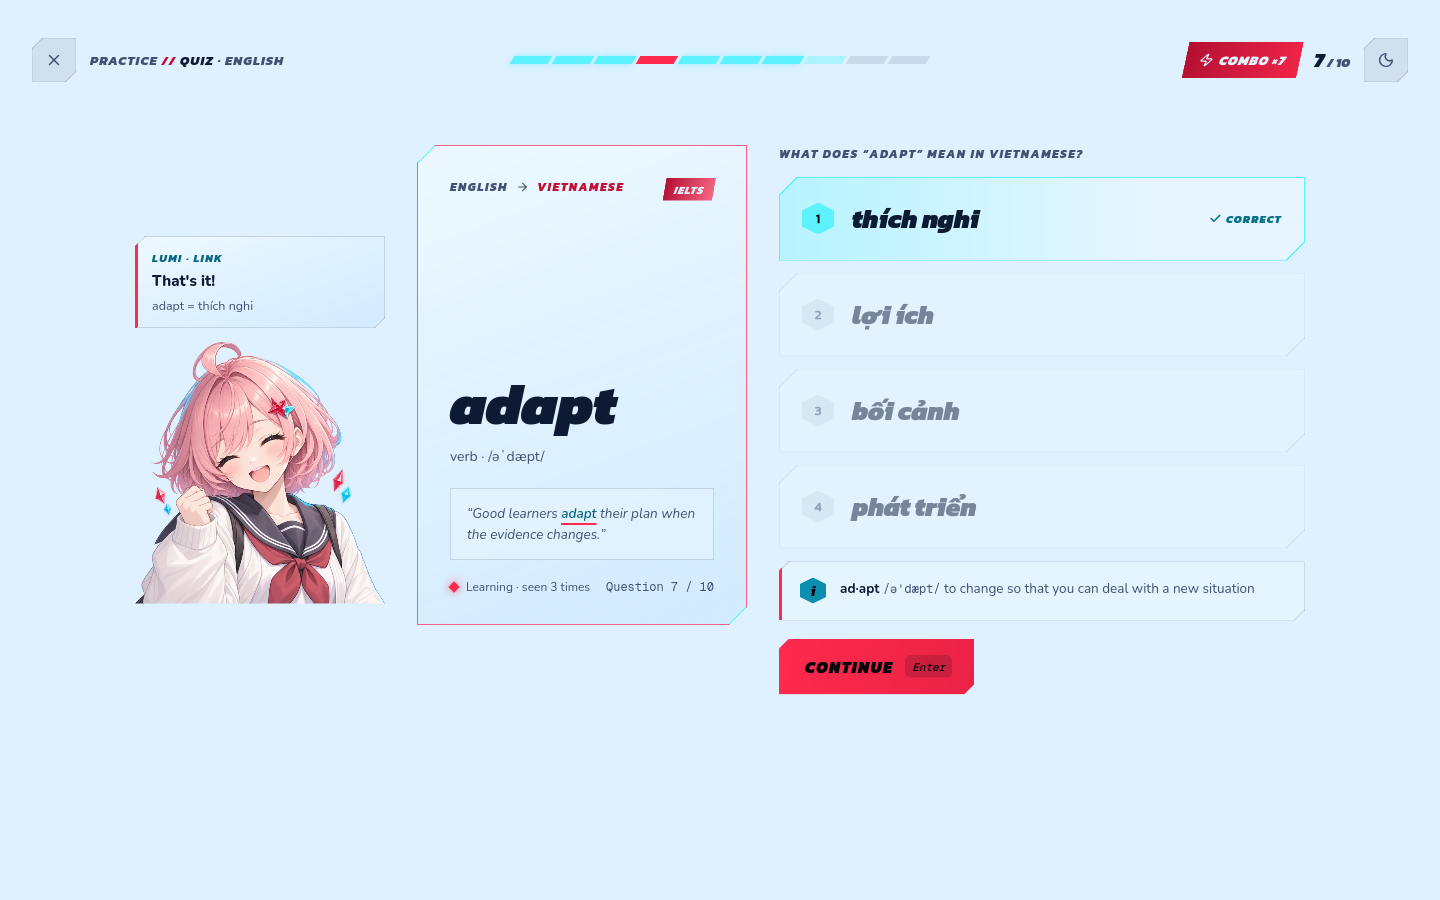 PRACTICE // QUIZ · ENGLISH
COMBO ×7
7 / 10
LUMI · LINK
That's it!
adapt = thích nghi
ENGLISH → VIETNAMESE
IELTS
adapt
verb · /əˈdæpt/
“Good learners adapt their plan when
the evidence changes.”
Learning · seen 3 times
Question 7 / 10
WHAT DOES “ADAPT” MEAN IN VIETNAMESE?
1 thích nghi
CORRECT
2 lợi ích
3 bối cảnh
4 phát triển
i ad·apt /əˈdæpt/ to change so that you can deal with a new situation
CONTINUE Enter